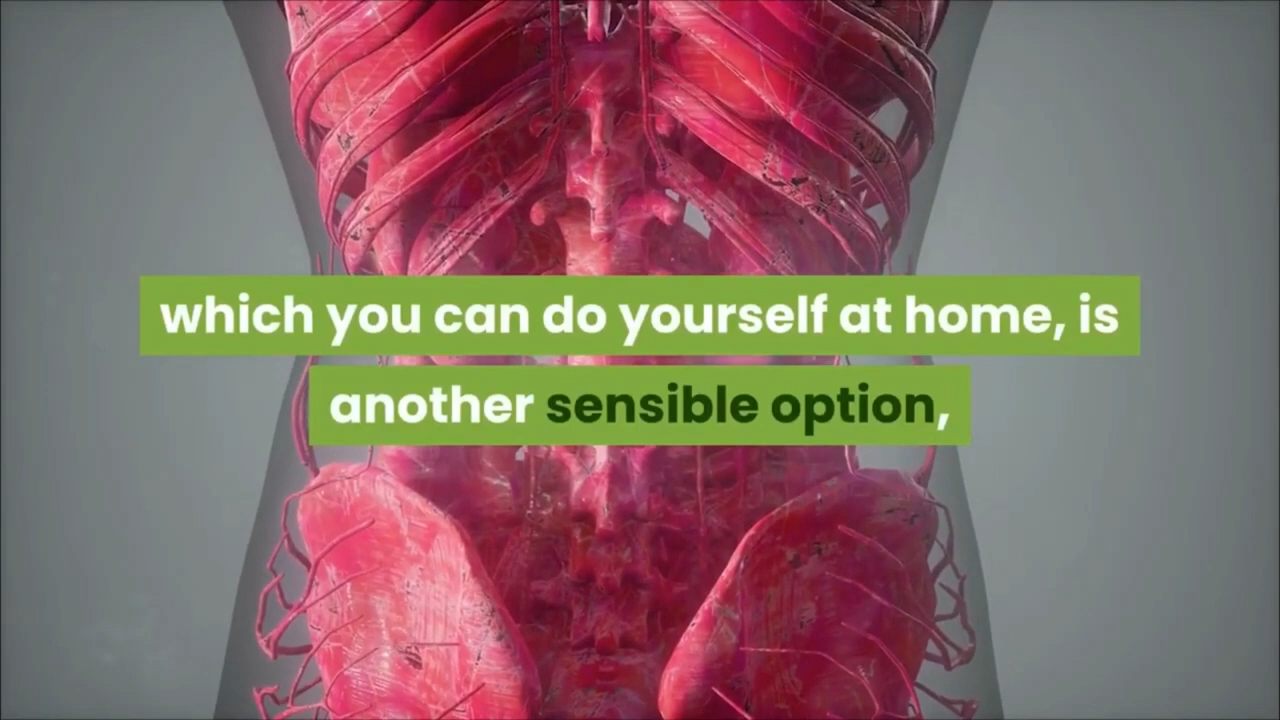 which you can do yourself at home, is
another sensible option,